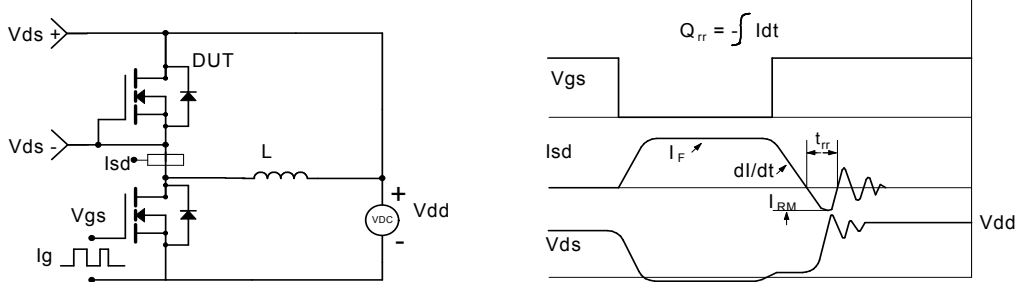 Vds +
DUT
Vds -
Isd
L
Vgs
Ig
+
VDC
-
Vdd
Q rr = -∫ Idt
Vgs
Isd
I F
dI/dt
t rr
I RM
Vds
Vdd